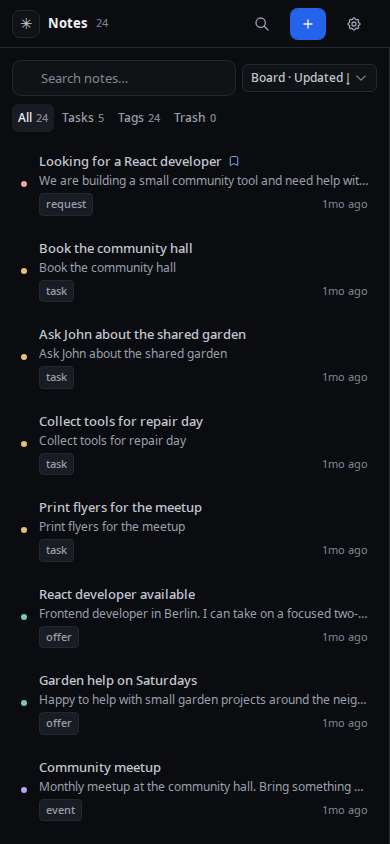 Notes 24
Search notes…
Board · Updated
All 24 Tasks 5 Tags 24 Trash 0
Looking for a React developer
We are building a small community tool and need help wit…
request 1mo ago
Book the community hall
Book the community hall
task 1mo ago
Ask John about the shared garden
Ask John about the shared garden
task 1mo ago
Collect tools for repair day
Collect tools for repair day
task 1mo ago
Print flyers for the meetup
Print flyers for the meetup
task 1mo ago
React developer available
Frontend developer in Berlin. I can take on a focused two-…
offer 1mo ago
Garden help on Saturdays
Happy to help with small garden projects around the neig…
offer 1mo ago
Community meetup
Monthly meetup at the community hall. Bring something …
event 1mo ago